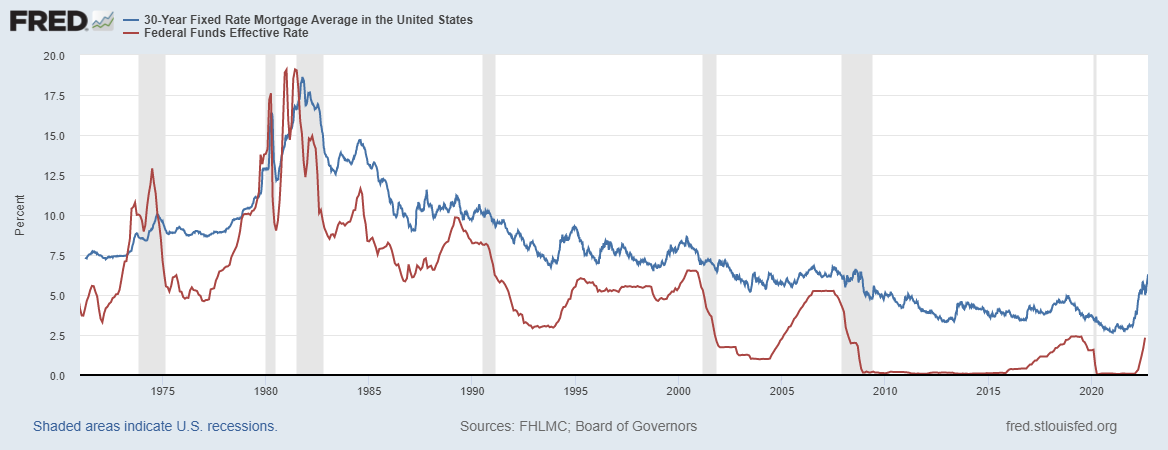 FRED
30-Year Fixed Rate Mortgage Average in the United States
Federal Funds Effective Rate
Percent
20.0
17.5
15.0
12.5
10.0
7.5
5.0
2.5
0.0
1975 1980 1985 1990 1995 2000 2005 2010 2015 2020
Shaded areas indicate U.S. recessions.
Sources: FHLMC; Board of Governors
fred.stlouisfed.org